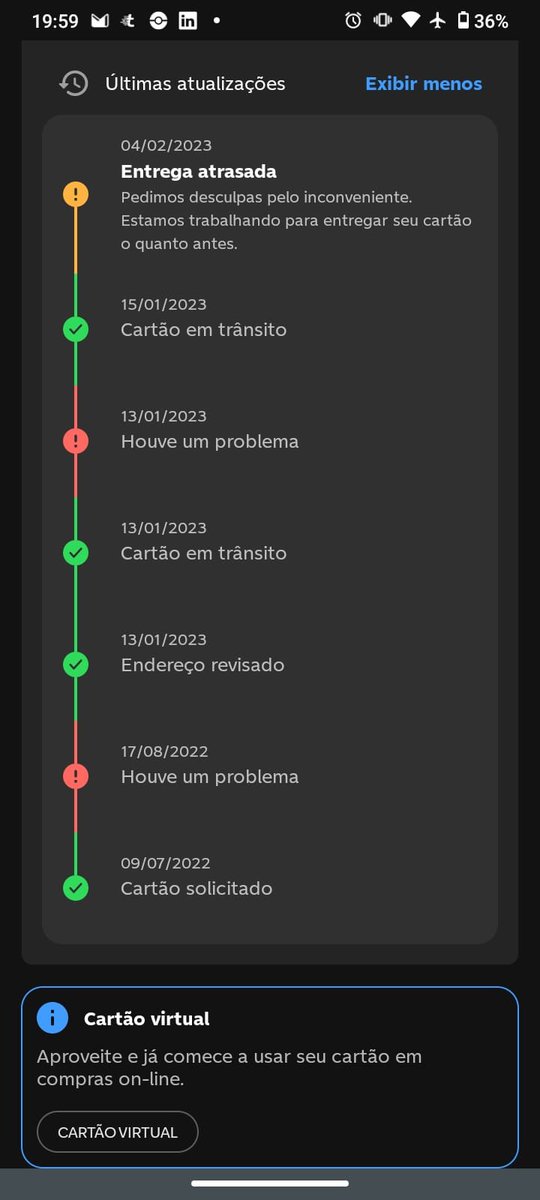 19:59
36%
Últimas atualizações
Exibir menos
04/02/2023
Entrega atrasada
Pedimos desculpas pelo inconveniente.
Estamos trabalhando para entregar seu cartão
o quanto antes.
15/01/2023
Cartão em trânsito
13/01/2023
Houve um problema
13/01/2023
Cartão em trânsito
13/01/2023
Endereço revisado
17/08/2022
Houve um problema
09/07/2022
Cartão solicitado
Cartão virtual
Aproveite e já comece a usar seu cartão em
compras on-line.
CARTÃO VIRTUAL